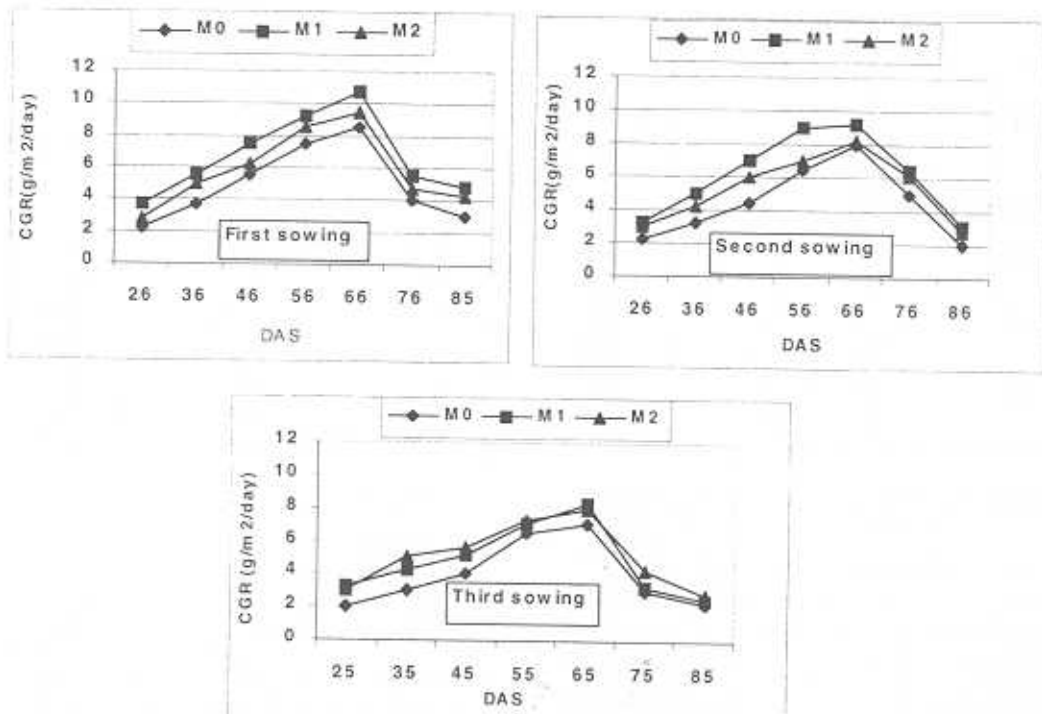 M0 M1 M2
12
10
8
6
4
2
0
CGR(g/m2/day)
First sowing
26 36 46 56 66 76 85
DAS
M0 M1 M2
12
10
8
6
4
2
0
CGR(g/m2/day)
Second sowing
26 36 46 56 66 76 86
DAS
M0 M1 M2
12
10
8
6
4
2
0
CGR (g/m2/day)
Third sowing
25 35 45 55 65 75 85
DAS